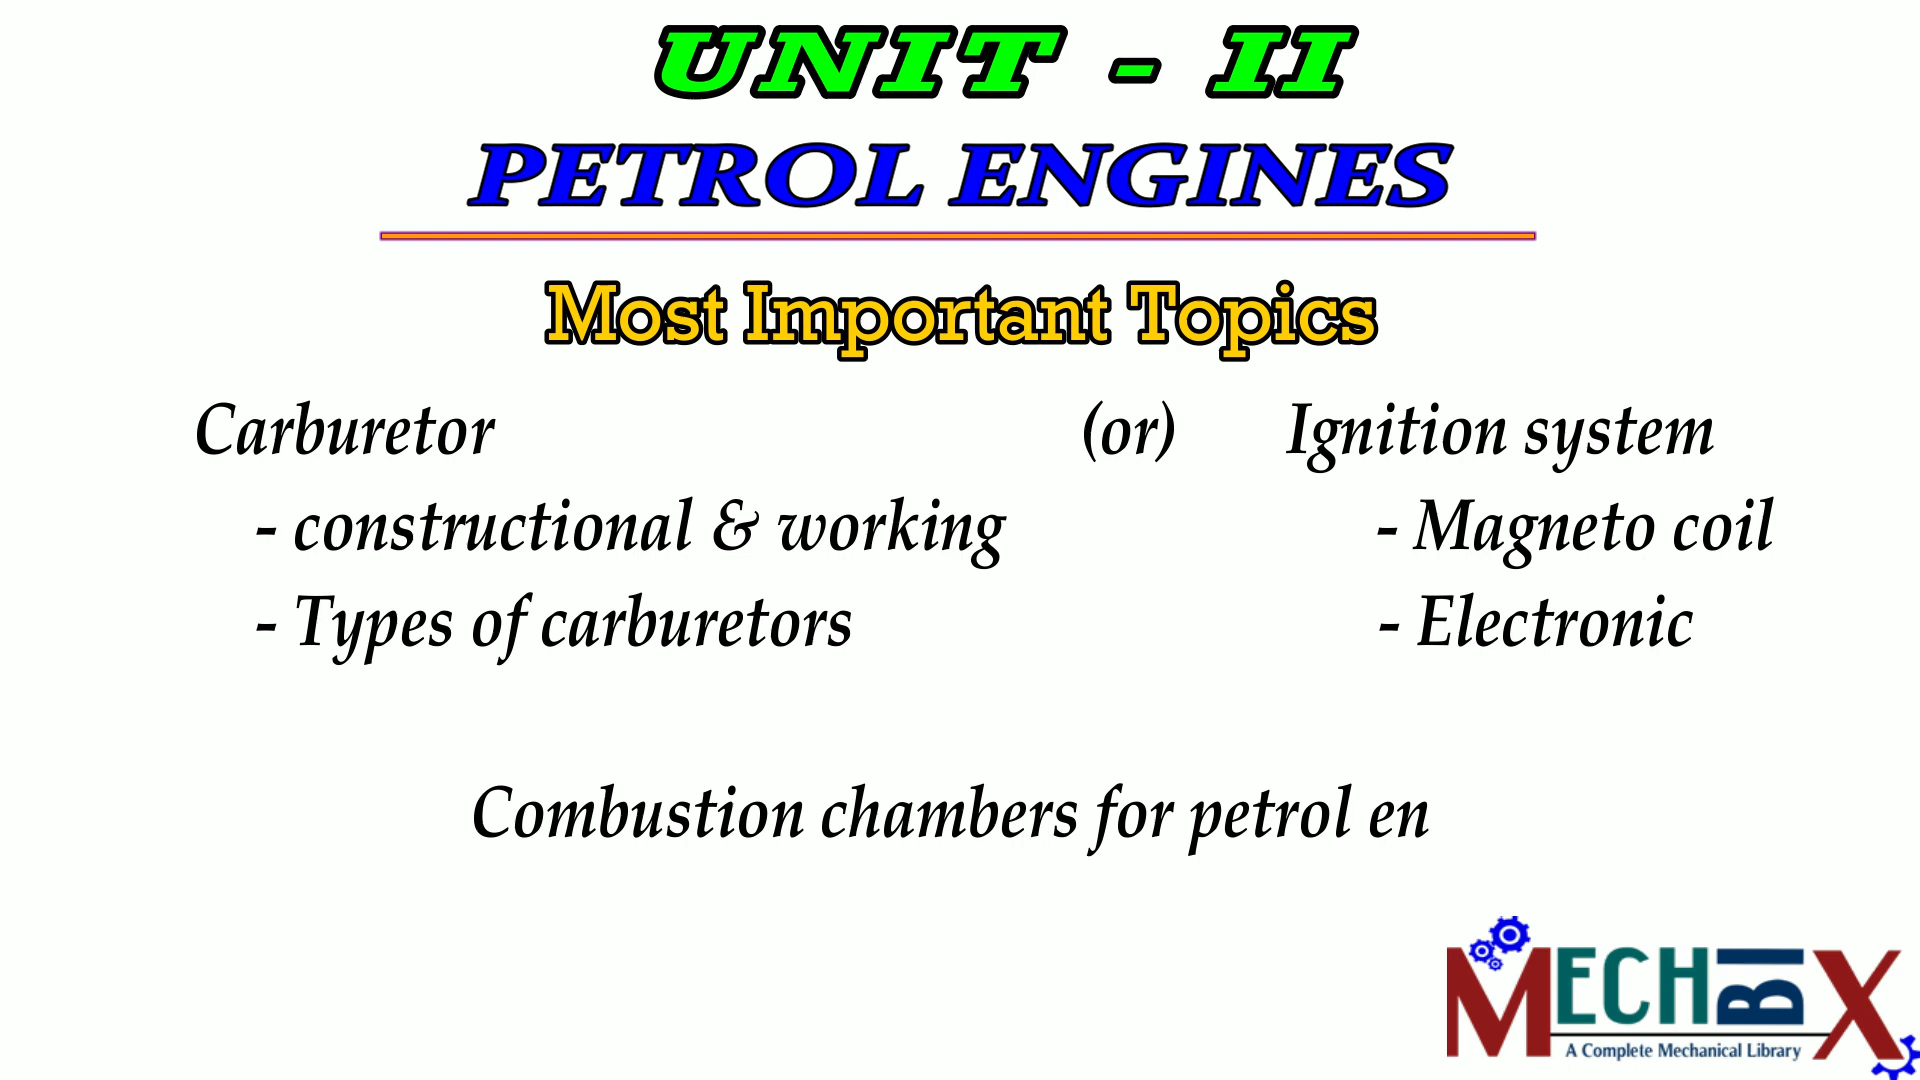 UNIT - II
PETROL ENGINES
Most Important Topics
Carburetor (or) Ignition system
- constructional & working - Magneto coil
- Types of carburetors - Electronic
Combustion chambers for petrol en
MECHBIX
A Complete Mechanical Library